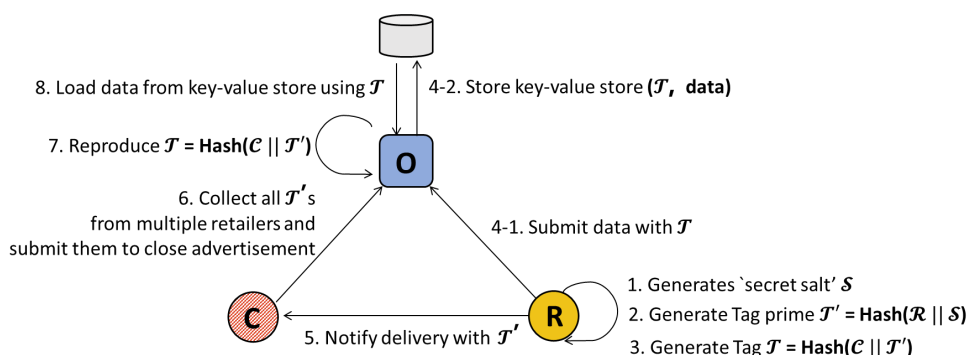 8. Load data from key-value store using 𝒯
4-2. Store key-value store (𝒯, data)
7. Reproduce 𝒯 = Hash(𝒞 || 𝒯′)
O
6. Collect all 𝒯′s
from multiple retailers and
submit them to close advertisement
4-1. Submit data with 𝒯
C
R
5. Notify delivery with 𝒯′
1. Generates `secret salt' 𝒮
2. Generate Tag prime 𝒯′ = Hash(ℛ || 𝒮)
3. Generate Tag 𝒯 = Hash(𝒞 || 𝒯′)